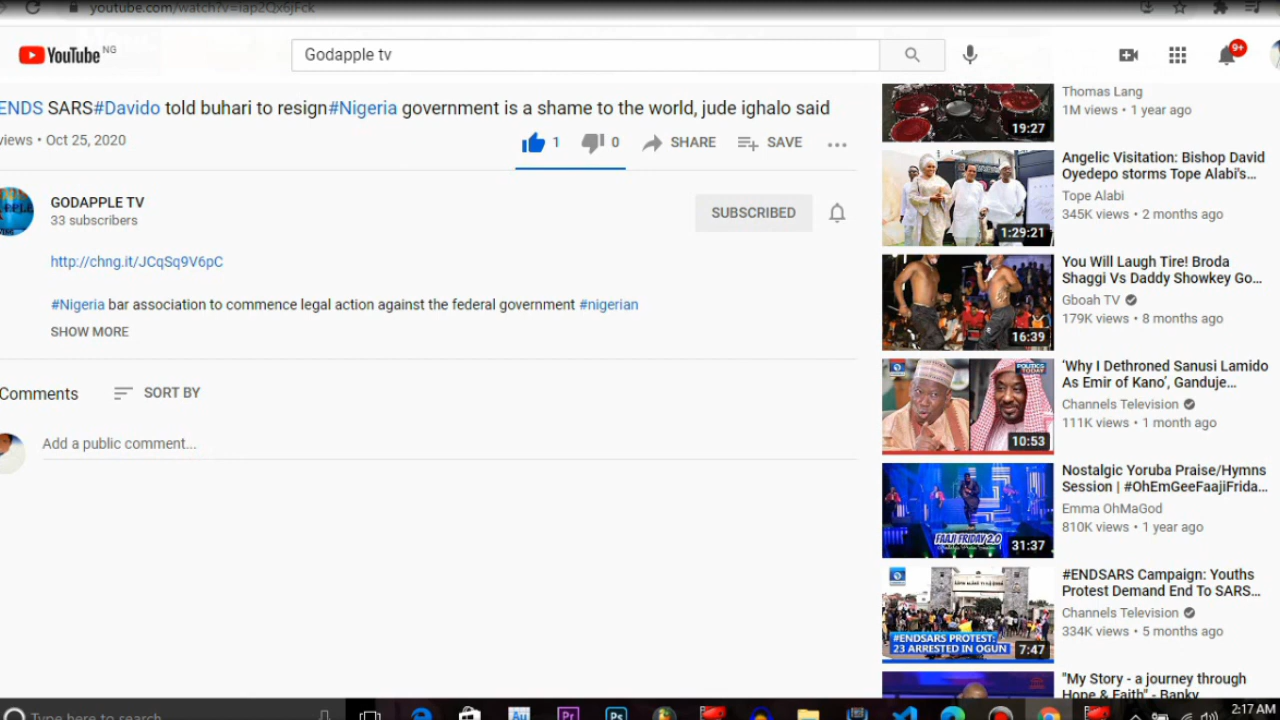 youtube.com/watch?v=iap2Qx6jFck
YouTube NG
Godapple tv
9+
ENDS SARS#Davido told buhari to resign#Nigeria government is a shame to the world, jude ighalo said
views • Oct 25, 2020
1
0
SHARE
SAVE
GODAPPLE TV
33 subscribers
SUBSCRIBED
http://chng.it/JCqSq9V6pC
#Nigeria bar association to commence legal action against the federal government #nigerian
SHOW MORE
Comments
SORT BY
Add a public comment...
19:27
Thomas Lang
1M views • 1 year ago
1:29:21
Angelic Visitation: Bishop David
Oyedepo storms Tope Alabi's...
Tope Alabi
345K views • 2 months ago
16:39
You Will Laugh Tire! Broda
Shaggi Vs Daddy Showkey Go...
Gboah TV
179K views • 8 months ago
POLITICS
TODAY
10:53
‘Why I Dethroned Sanusi Lamido
As Emir of Kano’, Ganduje...
Channels Television
111K views • 1 month ago
FAAJI FRIDAY 2.0
31:37
Nostalgic Yoruba Praise/Hymns
Session | #OhEmGeeFaajiFrida...
Emma OhMaGod
810K views • 1 year ago
#ENDSARS PROTEST:
23 ARRESTED IN OGUN
7:47
#ENDSARS Campaign: Youths
Protest Demand End To SARS...
Channels Television
334K views • 5 months ago
"My Story - a journey through
Hope & Faith" - Banky
Type here to search
Au
Pr
Ps
2:17 AM